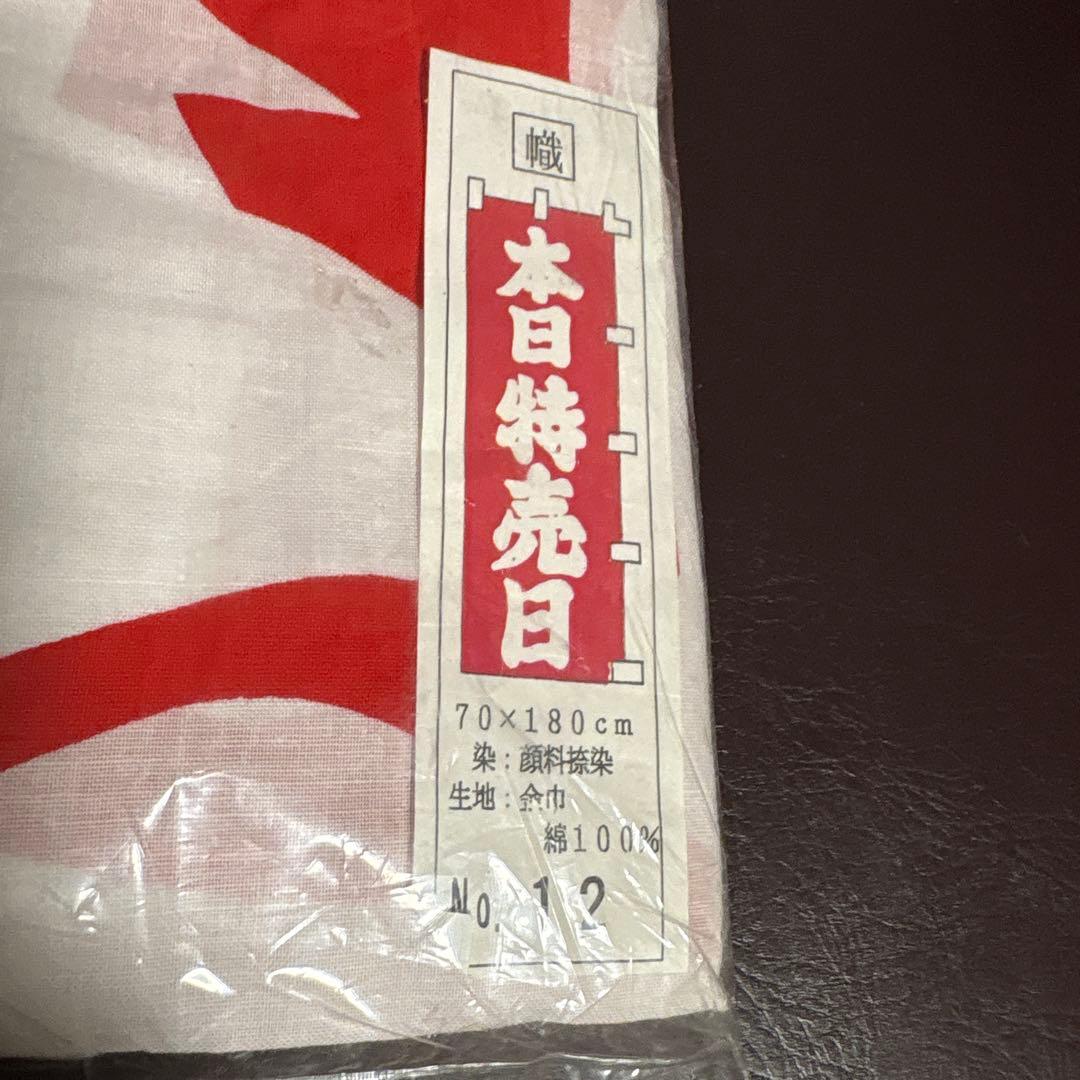 幟
本日特売日
70×180cm
染：顔料捺染
生地：金巾
綿100%
No. 12